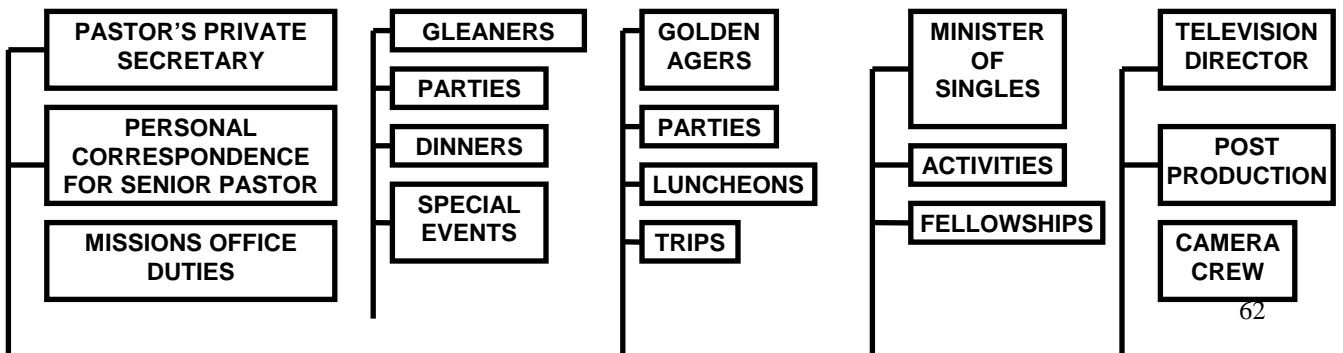 PASTOR’S PRIVATE
SECRETARY
PERSONAL
CORRESPONDENCE
FOR SENIOR PASTOR
MISSIONS OFFICE
DUTIES
GLEANERS
PARTIES
DINNERS
SPECIAL
EVENTS
GOLDEN
AGERS
PARTIES
LUNCHEONS
TRIPS
MINISTER
OF
SINGLES
ACTIVITIES
FELLOWSHIPS
TELEVISION
DIRECTOR
POST
PRODUCTION
CAMERA
CREW
62